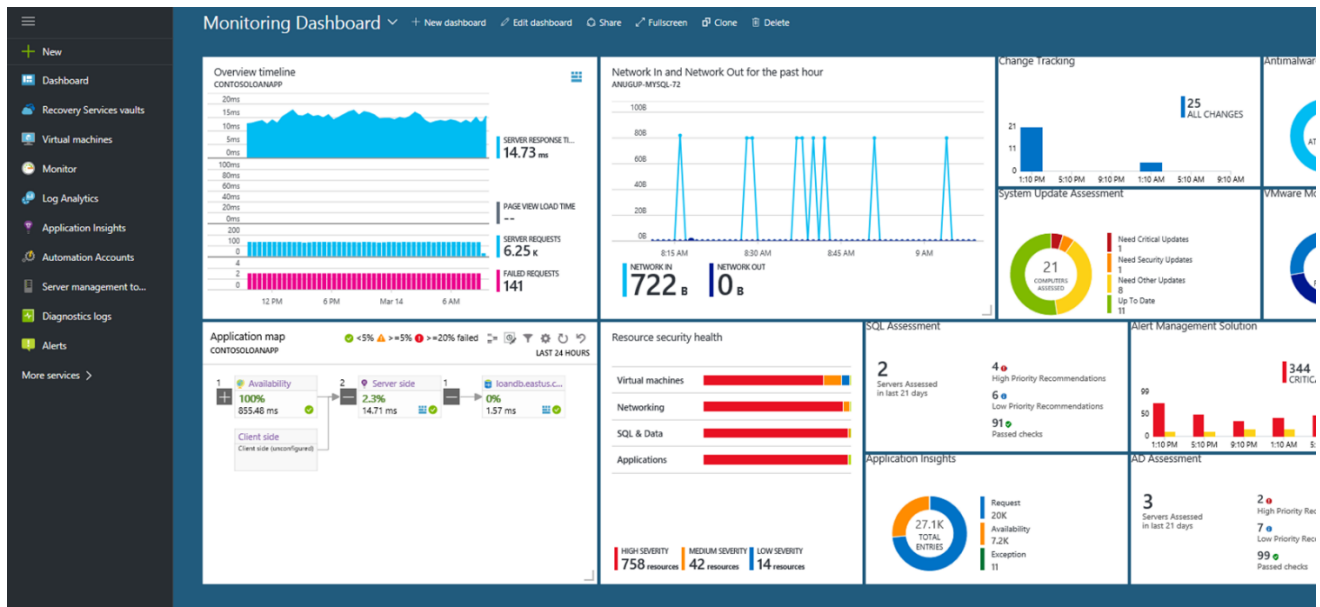 Monitoring Dashboard
+ New dashboard
Edit dashboard
Share
Fullscreen
Clone
Delete
New
Dashboard
Recovery Services vaults
Virtual machines
Monitor
Log Analytics
Application Insights
Automation Accounts
Server management to...
Diagnostics logs
Alerts
More services >
Overview timeline
CONTOSOLOANAPP
20ms
15ms
10ms
5ms
0ms
SERVER RESPONSE TI...
14.73 ms
100ms
80ms
60ms
40ms
20ms
0ms
PAGE VIEW LOAD TIME
--
200
100
0
SERVER REQUESTS
6.25 K
4
2
0
FAILED REQUESTS
141
12 PM 6 PM Mar 14 6 AM
Network In and Network Out for the past hour
ANUGUP-MYSQL-72
100B
80B
60B
40B
20B
0B
8:15 AM 8:30 AM 8:45 AM 9 AM
NETWORK IN
722 B
NETWORK OUT
0 B
Change Tracking
25
ALL CHANGES
21
11
0
1:10 PM 5:10 PM 9:10 PM 1:10 AM 5:10 AM 9:10 AM
Antimalwar
AT
System Update Assessment
21
COMPUTERS
ASSESSED
Need Critical Updates
1
Need Security Updates
1
Need Other Updates
8
Up To Date
11
VMware Mo
Application map
CONTOSOLOANAPP
<5% >=5% >=20% failed
LAST 24 HOURS
1
Availability
100%
855.48 ms
2
Server side
2.3%
14.71 ms
1
loandb.eastus.c...
0%
1.57 ms
Client side
Client side (unconfigured)
Resource security health
Virtual machines
Networking
SQL & Data
Applications
HIGH SEVERITY
758 resources
MEDIUM SEVERITY
42 resources
LOW SEVERITY
14 resources
SQL Assessment
2
Servers Assessed
in last 21 days
4
High Priority Recommendations
6
Low Priority Recommendations
91
Passed checks
Alert Management Solution
344
CRITIC
99
50
0
1:10 PM 5:10 PM 9:10 PM 1:10 AM 5:
Application Insights
27.1K
TOTAL
ENTRIES
Request
20K
Availability
7.2K
Exception
11
AD Assessment
3
Servers Assessed
in last 21 days
2
High Priority Rec
7
Low Priority Reco
99
Passed checks